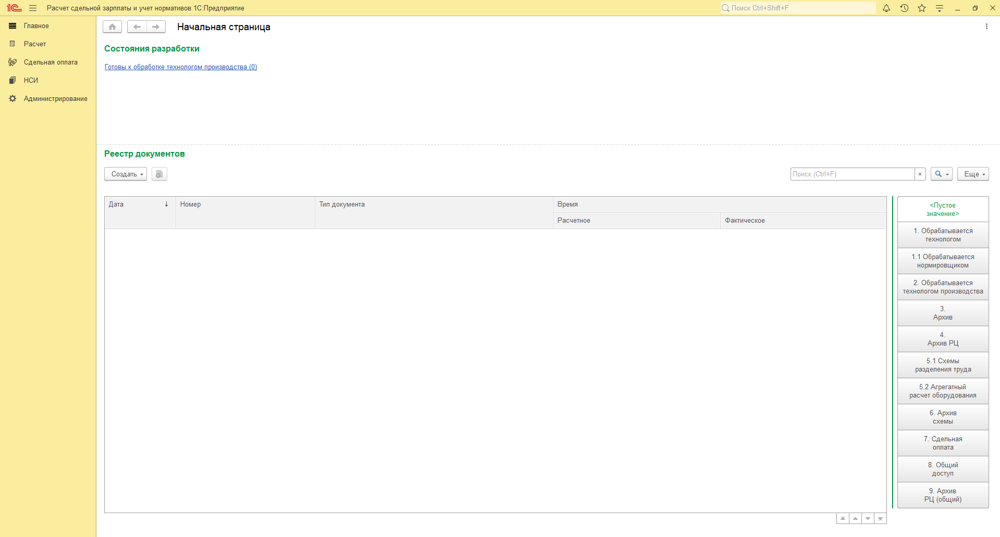 1С Расчет сдельной зарплаты и учет нормативов 1С:Предприятие
Поиск Ctrl+Shift+F
Главное
Расчет
Сдельная оплата
НСИ
Администрирование
Начальная страница
Состояния разработки
Готовы к обработке технологом производства (0)
Реестр документов
Создать
Поиск (Ctrl+F)
×
Еще
Дата
Номер
Тип документа
Время
Расчетное
Фактическое
<Пустое
значение>
1. Обрабатывается
технологом
1.1 Обрабатывается
нормировщиком
2. Обрабатывается
технологом производства
3.
Архив
4.
Архив РЦ
5.1 Схемы
разделения труда
5.2 Агрегатный
расчет оборудования
6. Архив
схемы
7. Сдельная
оплата
8. Общий
доступ
9. Архив
РЦ (общий)